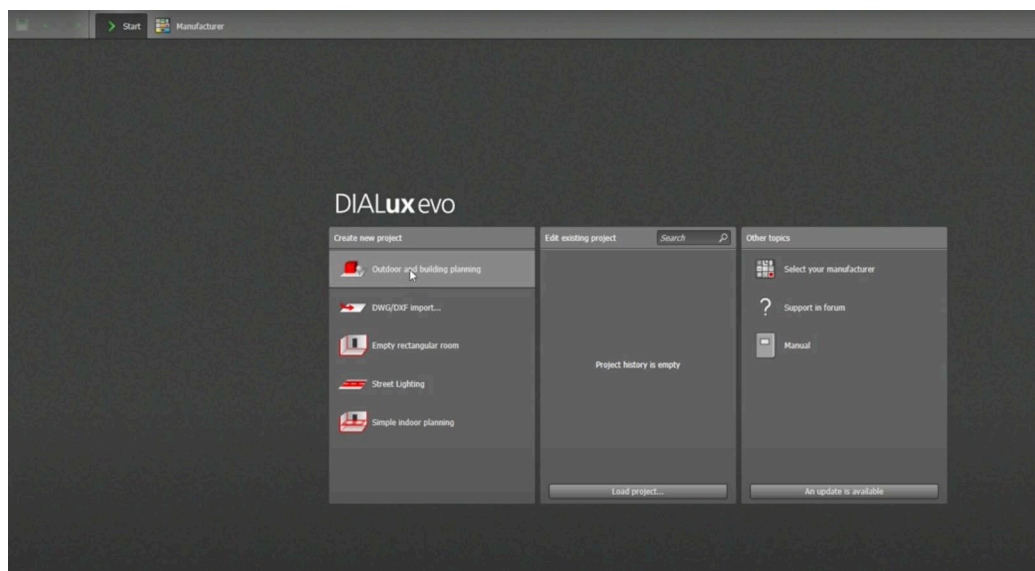 Start
Manufacturer
DIALux evo
Create new project
Outdoor and building planning
DWG/DXF import...
Empty rectangular room
Street Lighting
Simple indoor planning
Edit existing project
Search
Project history is empty
Load project...
Other topics
Select your manufacturer
Support in forum
Manual
An update is available